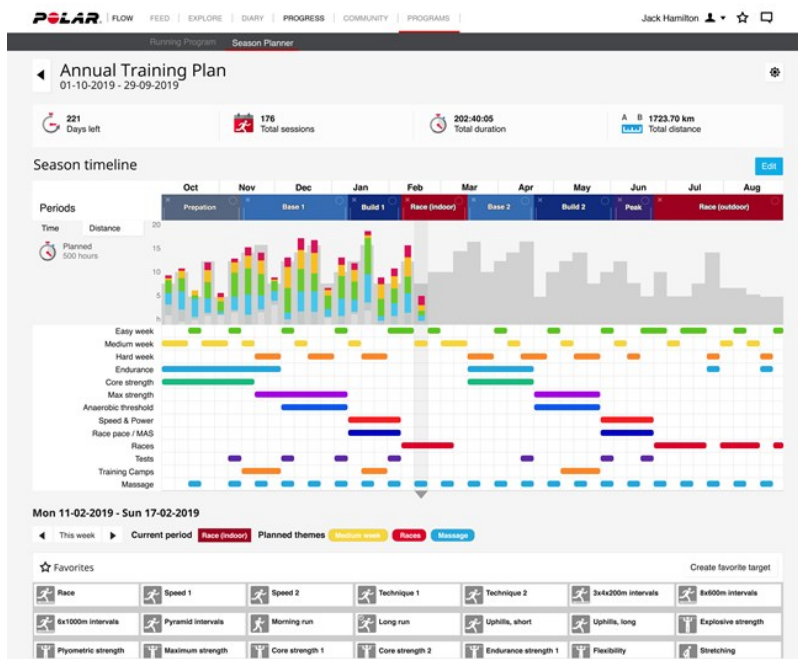 POLAR. FLOW FEED EXPLORE DIARY PROGRESS COMMUNITY PROGRAMS Jack Hamilton
Running Program Season Planner
Annual Training Plan
01-10-2019 - 29-09-2019
221 176 202:40:05 A B 1723.70 km
Days left Total sessions Total duration Total distance
Season timeline Edit
Oct Nov Dec Jan Feb Mar Apr May Jun Jul Aug
Periods Prepation Base 1 Build 1 Race (indoor) Base 2 Build 2 Peak Race (outdoor)
Time Distance 20
Planned 15
500 hours
10
5
h
Easy week
Medium week
Hard week
Endurance
Core strength
Max strength
Anaerobic threshold
Speed & Power
Race pace / MAS
Races
Tests
Training Camps
Massage
Mon 11-02-2019 - Sun 17-02-2019
This week Current period Race (Indoor) Planned themes Medium week Races Massage
Favorites Create favorite target
Race Speed 1 Speed 2 Technique 1 Technique 2 3x4x200m intervals 8x600m intervals
6x1000m intervals Pyramid intervals Morning run Long run Uphills, short Uphills, long Explosive strength
Plyometric strength Maximum strength Core strength 1 Core strength 2 Endurance strength 1 Flexibility Stretching